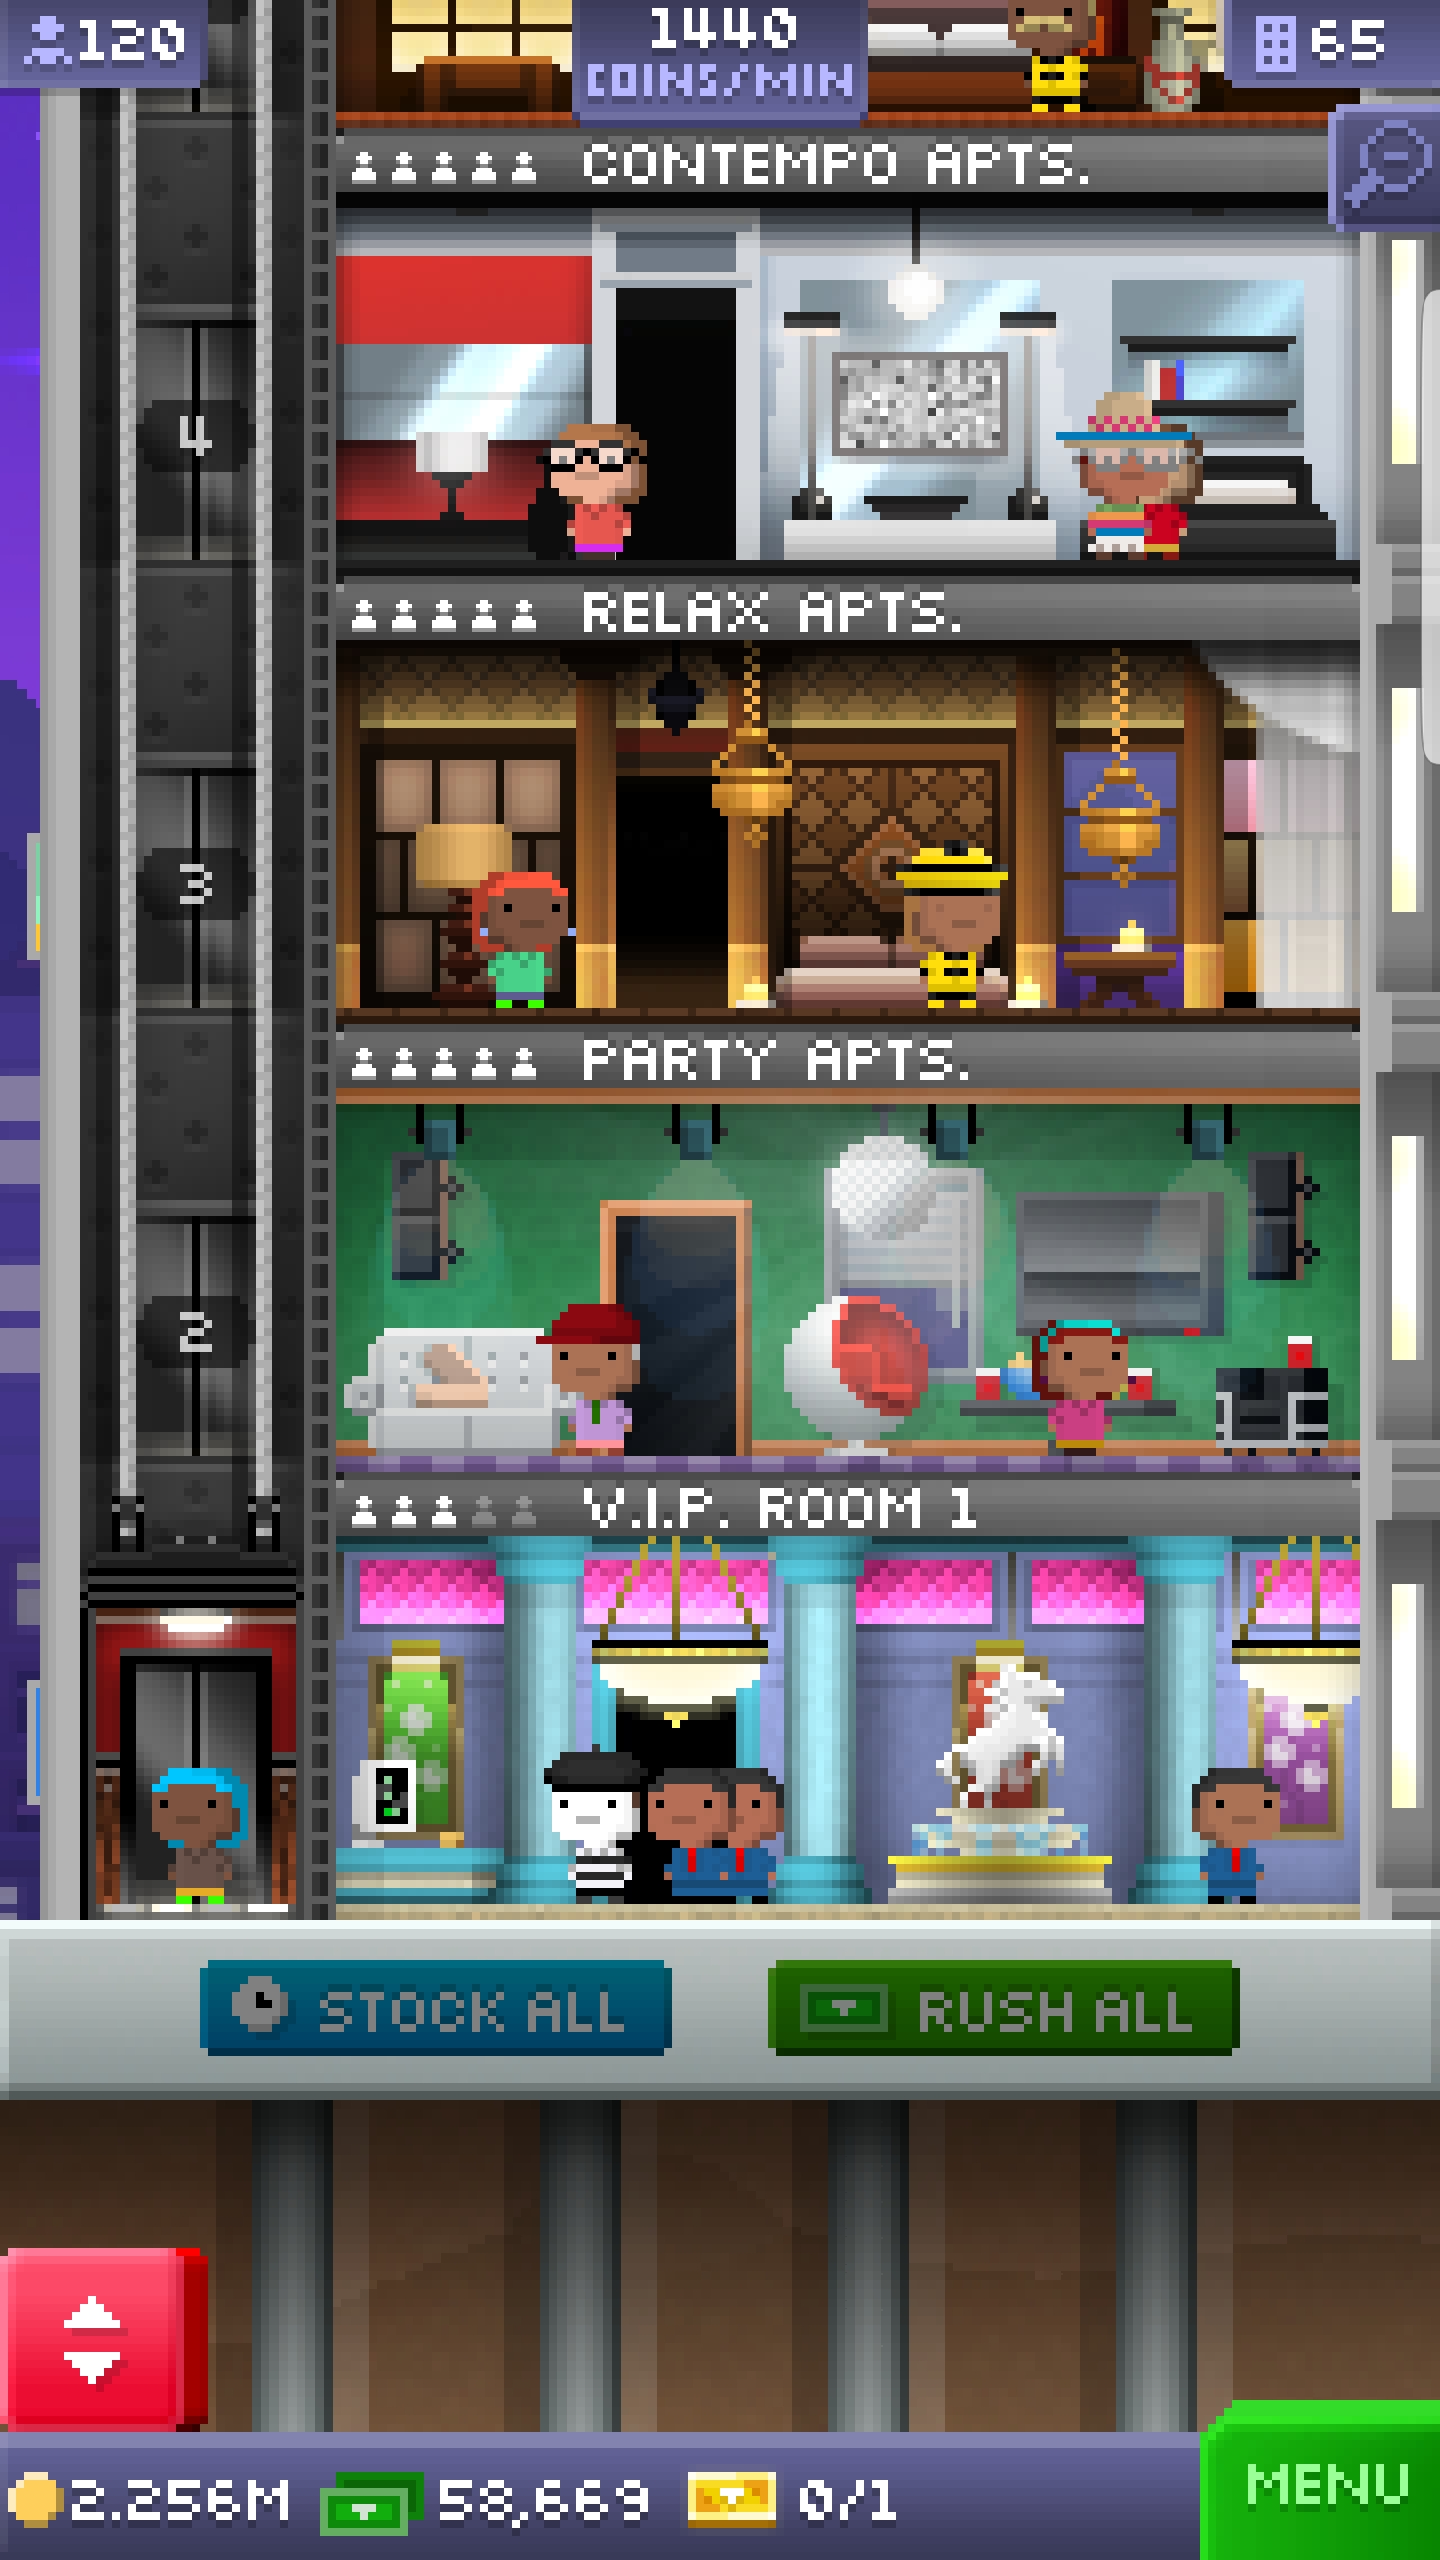 120
1440
COINS/MIN
65
CONTEMPO APTS.
4
RELAX APTS.
3
PARTY APTS.
2
V.I.P. ROOM 1
STOCK ALL
RUSH ALL
2.256M
58,669
0/1
MENU